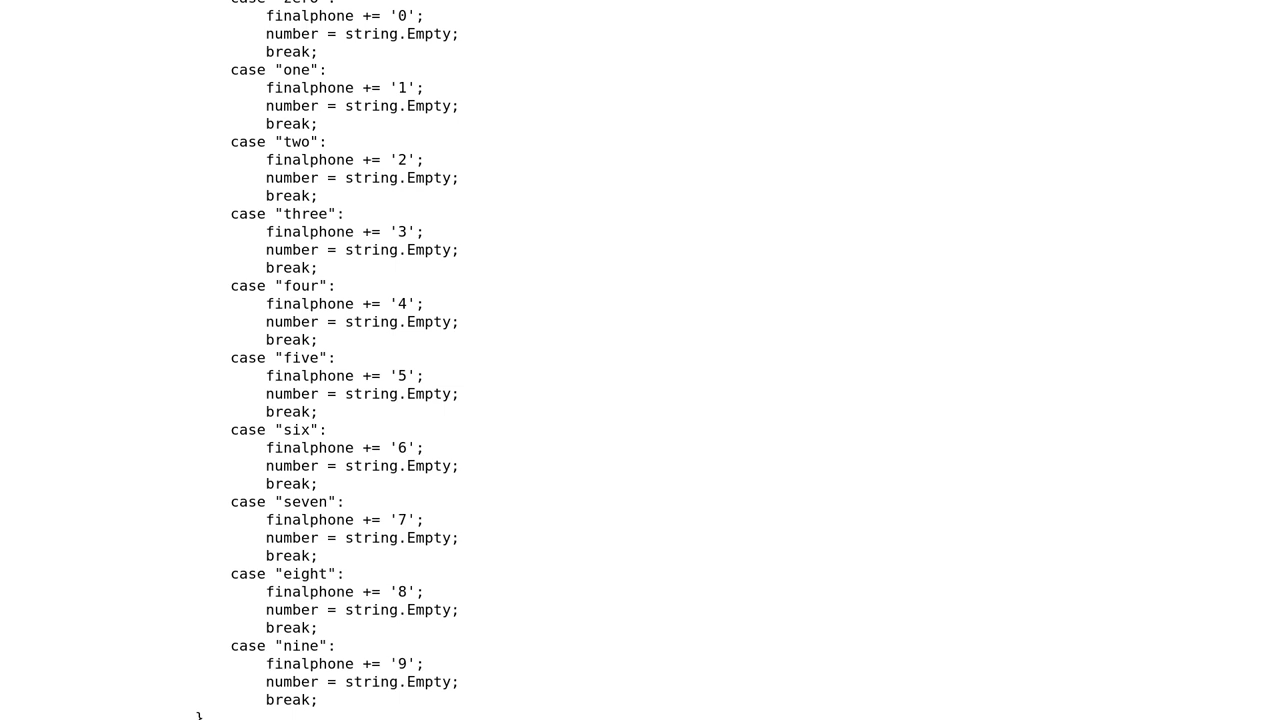 case "zero":
finalphone += '0';
number = string.Empty;
break;
case "one":
finalphone += '1';
number = string.Empty;
break;
case "two":
finalphone += '2';
number = string.Empty;
break;
case "three":
finalphone += '3';
number = string.Empty;
break;
case "four":
finalphone += '4';
number = string.Empty;
break;
case "five":
finalphone += '5';
number = string.Empty;
break;
case "six":
finalphone += '6';
number = string.Empty;
break;
case "seven":
finalphone += '7';
number = string.Empty;
break;
case "eight":
finalphone += '8';
number = string.Empty;
break;
case "nine":
finalphone += '9';
number = string.Empty;
break;
}